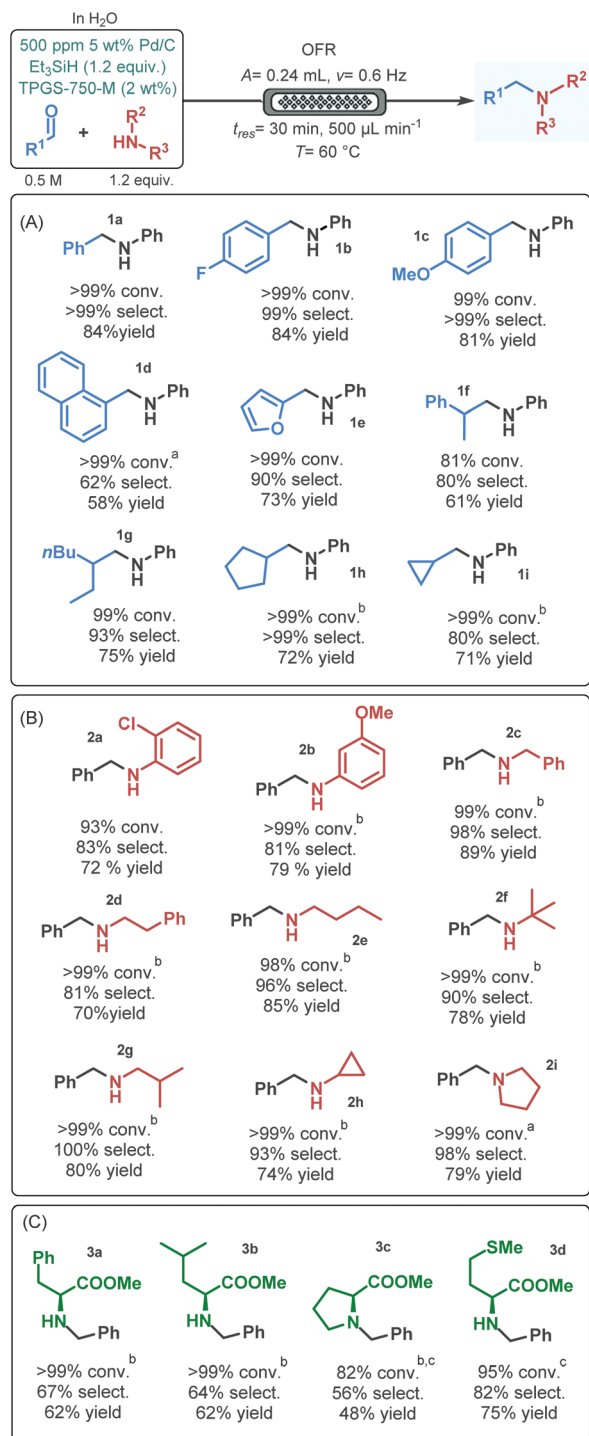 In H₂O
500 ppm 5 wt% Pd/C
Et₃SiH (1.2 equiv.)
TPGS-750-M (2 wt%)
O
R¹
+
R²
HN
R³
0.5 M
1.2 equiv.
OFR
A= 0.24 mL, v= 0.6 Hz
t_res= 30 min, 500 µL min⁻¹
T= 60 °C
R¹
N
R²
R³
(A)
1a
Ph
N
H
Ph
>99% conv.
>99% select.
84%yield
F
1b
N
H
Ph
>99% conv.
99% select.
84% yield
1c
MeO
N
H
Ph
99% conv.
>99% select.
81% yield
1d
N
H
Ph
>99% conv.ᵃ
62% select.
58% yield
O
N
H
Ph
1e
>99% conv.
90% select.
73% yield
Ph
1f
N
H
Ph
81% conv.
80% select.
61% yield
nBu
1g
N
H
Ph
99% conv.
93% select.
75% yield
N
H
Ph
1h
>99% conv.ᵇ
>99% select.
72% yield
N
H
Ph
1i
>99% conv.ᵇ
80% select.
71% yield
(B)
2a
Cl
Ph
N
H
93% conv.
83% select.
72 % yield
2b
OMe
Ph
N
H
>99% conv.ᵇ
81% select.
79 % yield
2c
Ph
N
H
Ph
99% conv.ᵇ
98% select.
89% yield
2d
Ph
N
H
Ph
>99% conv.ᵇ
81% select.
70%yield
Ph
N
H
2e
98% conv.ᵇ
96% select.
85% yield
2f
Ph
N
H
>99% conv.ᵇ
90% select.
78% yield
2g
Ph
N
H
>99% conv.ᵇ
100% select.
80% yield
Ph
N
H
2h
>99% conv.ᵇ
93% select.
74% yield
2i
Ph
N
>99% conv.ᵃ
98% select.
79% yield
(C)
3a
Ph
COOMe
HN
Ph
>99% conv.ᵇ
67% select.
62% yield
3b
COOMe
HN
Ph
>99% conv.ᵇ
64% select.
62% yield
3c
COOMe
N
Ph
82% conv.ᵇ,ᶜ
56% select.
48% yield
SMe
3d
COOMe
HN
Ph
95% conv.ᶜ
82% select.
75% yield